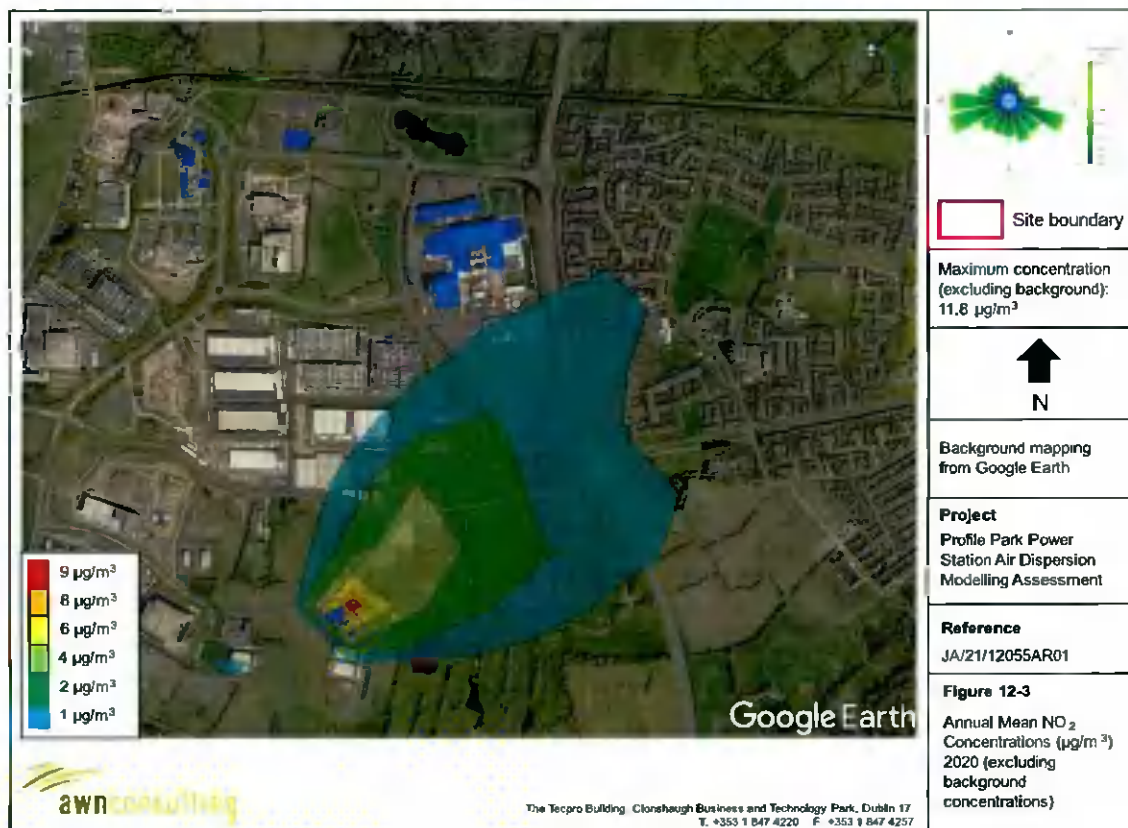 Site boundary
Maximum concentration
(excluding background):
11.8 µg/m³
N
Background mapping
from Google Earth
Project
Profile Park Power
Station Air Dispersion
Modelling Assessment
Reference
JA/21/12055AR01
Figure 12-3
Annual Mean NO₂
Concentrations (µg/m³)
2020 (excluding
background
concentrations)
9 µg/m³
8 µg/m³
6 µg/m³
4 µg/m³
2 µg/m³
1 µg/m³
Google Earth
awnconsulting
The Tecpro Building, Clonshaugh Business and Technology Park, Dublin 17
T. +353 1 847 4220 F +353 1 847 4257